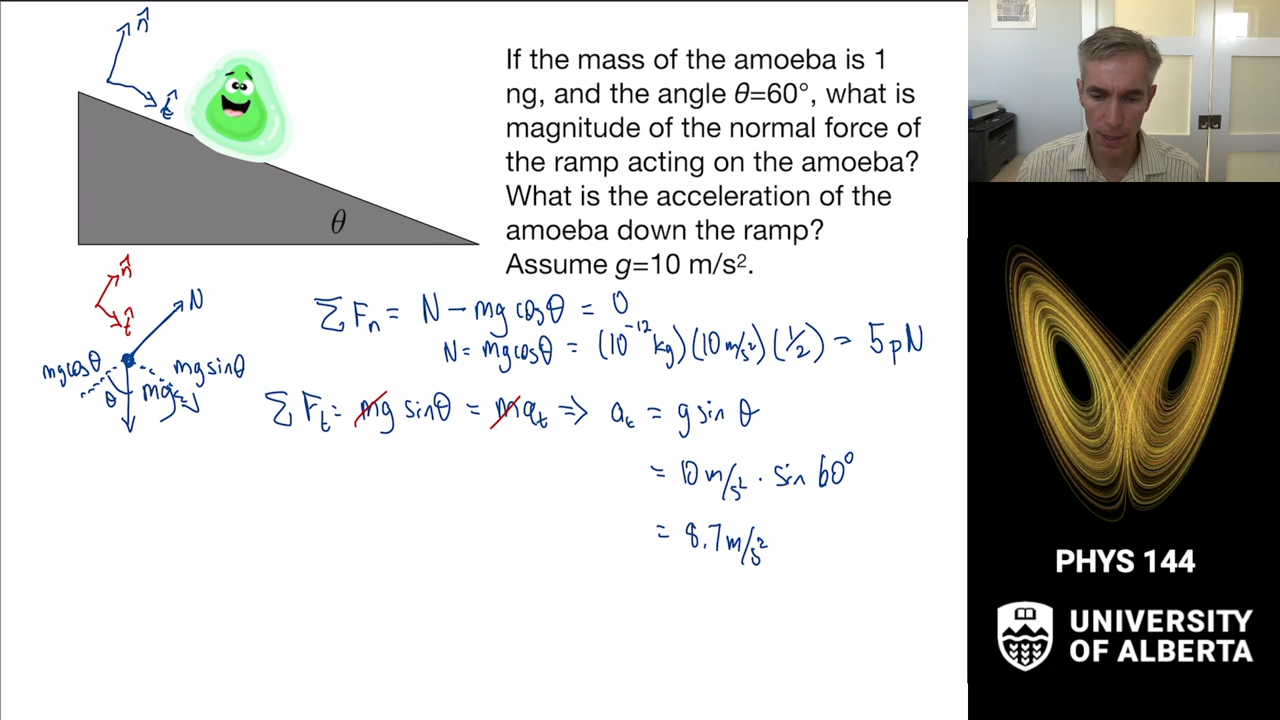 n̂
t̂
If the mass of the amoeba is 1
ng, and the angle θ=60°, what is
magnitude of the normal force of
the ramp acting on the amoeba?
What is the acceleration of the
amoeba down the ramp?
Assume g=10 m/s².
θ
n̂
t̂
N
mg cosθ
θ
mg
mg sinθ
∑ Fn = N - mg cosθ = 0
N = mg cosθ = (10⁻¹² kg)(10 m/s²)(1/2) = 5 pN
∑ Ft = mg sinθ = m at ⇒ at = g sin θ
= 10 m/s² · sin 60°
= 8.7 m/s²
PHYS 144
UNIVERSITY
OF ALBERTA